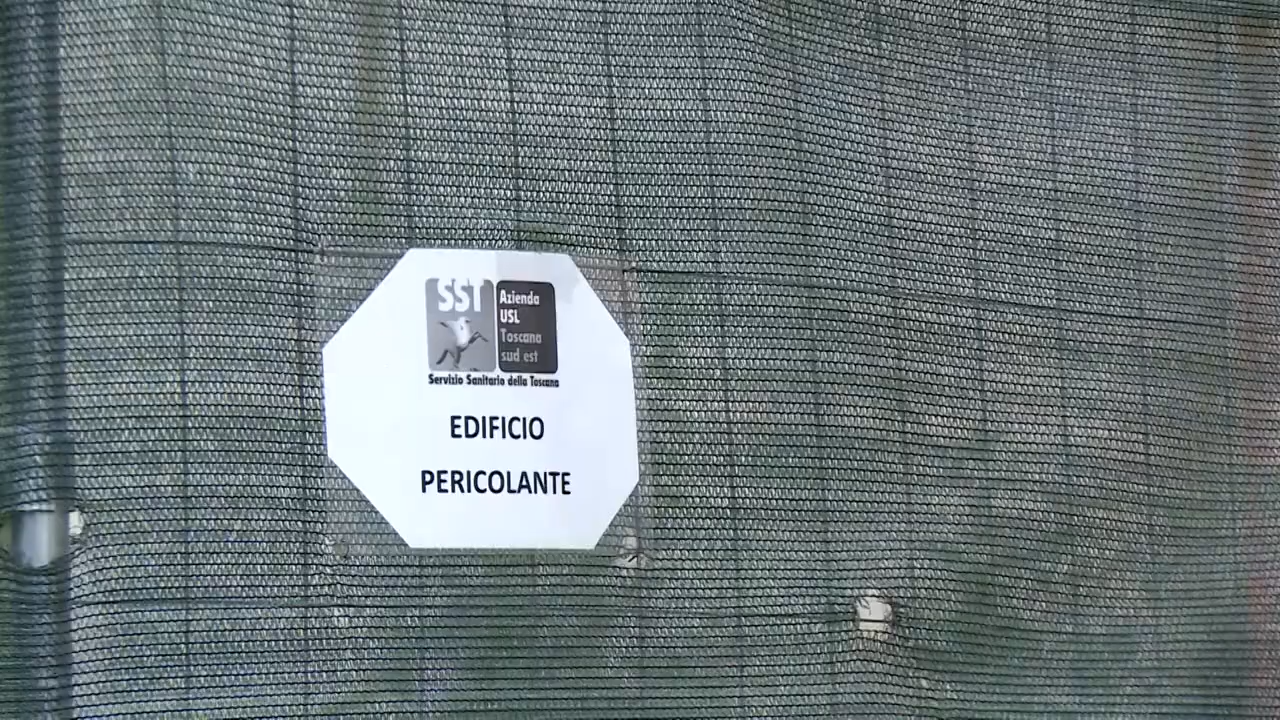 SST
Azienda
USL
Toscana
sud est
Servizio Sanitario della Toscana
EDIFICIO
PERICOLANTE